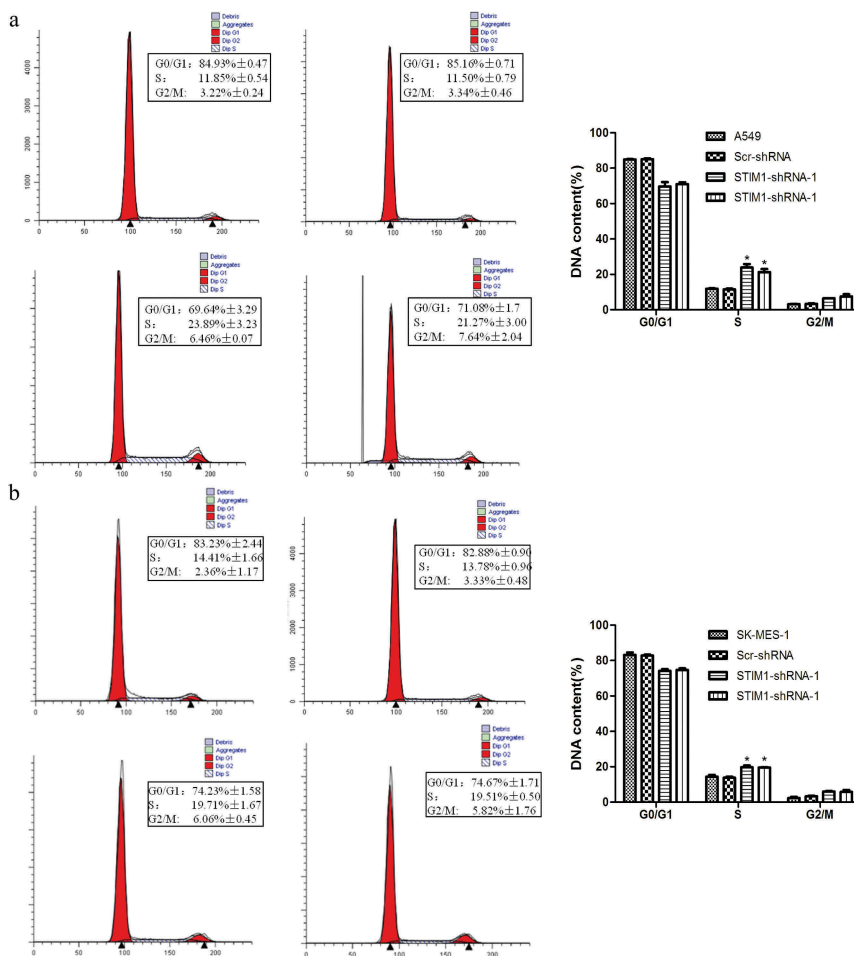 a
Debris
Aggregates
Dip G1
Dip G2
Dip S
G0/G1: 84.93%±0.47
S: 11.85%±0.54
G2/M: 3.22%±0.24
0 1000 2000 3000 4000
0 50 100 150 200
Debris
Aggregates
Dip G1
Dip G2
Dip S
G0/G1: 85.16%±0.71
S: 11.50%±0.79
G2/M: 3.34%±0.46
0 50 100 150 200
Debris
Aggregates
Dip G1
Dip G2
Dip S
G0/G1: 69.64%±3.29
S: 23.89%±3.23
G2/M: 6.46%±0.07
0 50 100 150 200
Debris
Aggregates
Dip G1
Dip G2
Dip S
G0/G1: 71.08%±1.7
S: 21.27%±3.00
G2/M: 7.64%±2.04
0 50 100 150 200
DNA content(%)
100
80
60
40
20
0
A549
Scr-shRNA
STIM1-shRNA-1
STIM1-shRNA-1
* *
G0/G1 S G2/M
b
Debris
Aggregates
Dip G1
Dip G2
Dip S
G0/G1: 83.23%±2.44
S: 14.41%±1.66
G2/M: 2.36%±1.17
0 50 100 150 200
Debris
Aggregates
Dip G1
Dip G2
Dip S
G0/G1: 82.88%±0.90
S: 13.78%±0.96
G2/M: 3.33%±0.48
0 1000 2000 3000 4000
0 50 100 150 200
Debris
Aggregates
Dip G1
Dip G2
Dip S
G0/G1: 74.23%±1.58
S: 19.71%±1.67
G2/M: 6.06%±0.45
0 50 100 150 200
Debris
Aggregates
Dip G1
Dip G2
Dip S
G0/G1: 74.67%±1.71
S: 19.51%±0.50
G2/M: 5.82%±1.76
0 50 100 150 200
DNA content(%)
100
80
60
40
20
0
SK-MES-1
Scr-shRNA
STIM1-shRNA-1
STIM1-shRNA-1
* *
G0/G1 S G2/M